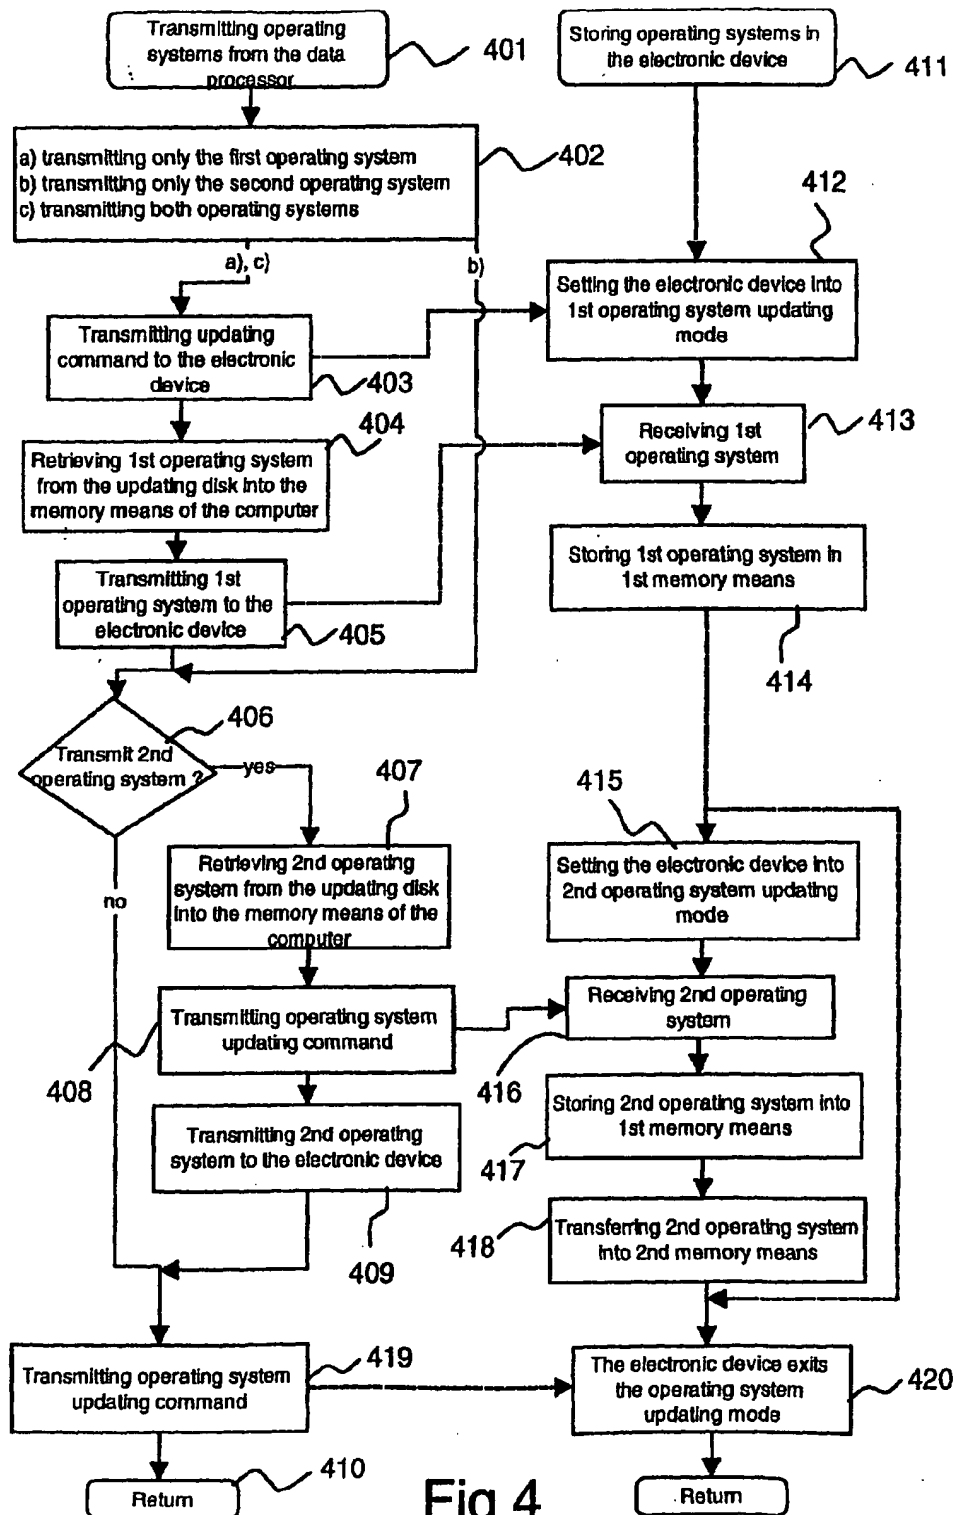 Transmitting operating
systems from the data
processor
401
Storing operating systems in
the electronic device
411
a) transmitting only the first operating system
b) transmitting only the second operating system
c) transmitting both operating systems
402
a), c)
b)
412
Setting the electronic device into
1st operating system updating
mode
Transmitting updating
command to the electronic
device
403
404
Retrieving 1st operating system
from the updating disk into the
memory means of the computer
Receiving 1st
operating system
413
Storing 1st operating system in
1st memory means
414
Transmitting 1st
operating system to the
electronic device
405
406
Transmit 2nd
operating system ?
yes
no
407
Retrieving 2nd operating
system from the updating disk
into the memory means of the
computer
415
Setting the electronic device into
2nd operating system updating
mode
Transmitting operating system
updating command
408
Receiving 2nd operating
system
416
Transmitting 2nd operating
system to the electronic device
409
Storing 2nd operating system into
1st memory means
417
Transferring 2nd operating system
into 2nd memory means
418
Transmitting operating system
updating command
419
The electronic device exits
the operating system
updating mode
420
Return
410
Fig 4
Return